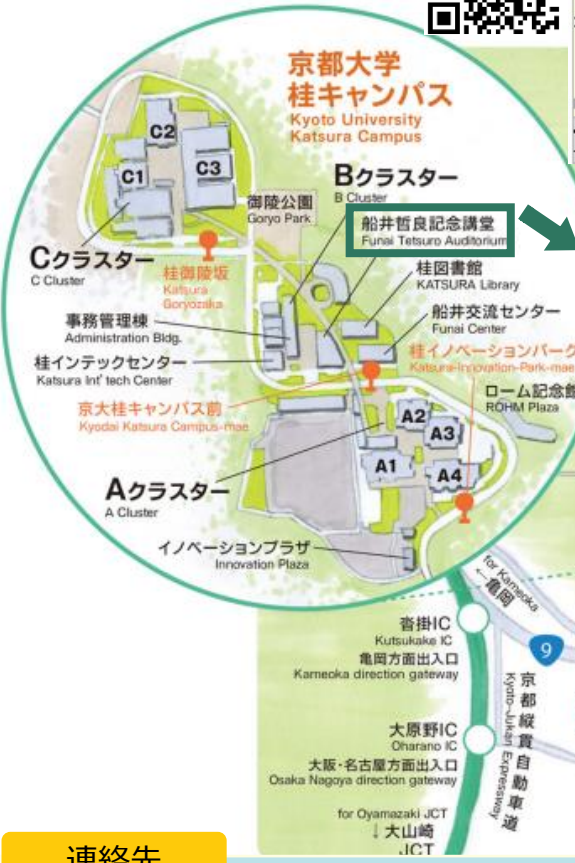 京都大学
桂キャンパス
Kyoto University
Katsura Campus
C2
C1
C3
Bクラスター
B Cluster
御陵公園
Goryo Park
船井哲良記念講堂
Funai Tetsuro Auditorium
Cクラスター
C Cluster
桂御陵坂
Katsura
Goryozaka
桂図書館
KATSURA Library
船井交流センター
Funai Center
事務管理棟
Administration Bldg.
桂インテックセンター
Katsura Int' tech Center
桂イノベーションパーク
Katsura-Innovation-Park-mae
ローム記念館
ROHM Plaza
京大桂キャンパス前
Kyodai Katsura Campus-mae
A2
A3
A1
A4
Aクラスター
A Cluster
イノベーションプラザ
Innovation Plaza
for Kameoka
←亀岡
沓掛IC
Kutsukake IC
亀岡方面出入口
Kameoka direction gateway
9
京都縦貫自動車道
Kyoto-Jukan Expressway
大原野IC
Oharano IC
大阪・名古屋方面出入口
Osaka Nagoya direction gateway
for Oyamazaki JCT
↓大山崎
JCT
連絡先